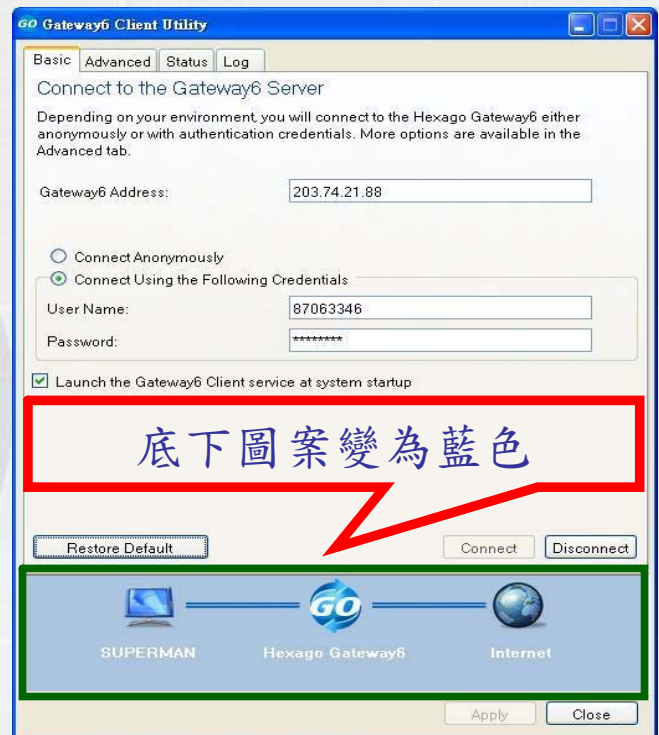 GO Gateway6 Client Utility
Basic Advanced Status Log
Connect to the Gateway6 Server
Depending on your environment, you will connect to the Hexago Gateway6 either
anonymously or with authentication credentials. More options are available in the
Advanced tab.
Gateway6 Address: 203.74.21.88
Connect Anonymously
Connect Using the Following Credentials
User Name: 87063346
Password: ********
Launch the Gateway6 Client service at system startup
底下圖案變為藍色
Restore Default Connect Disconnect
GO
SUPERMAN Hexago Gateway6 Internet
Apply Close